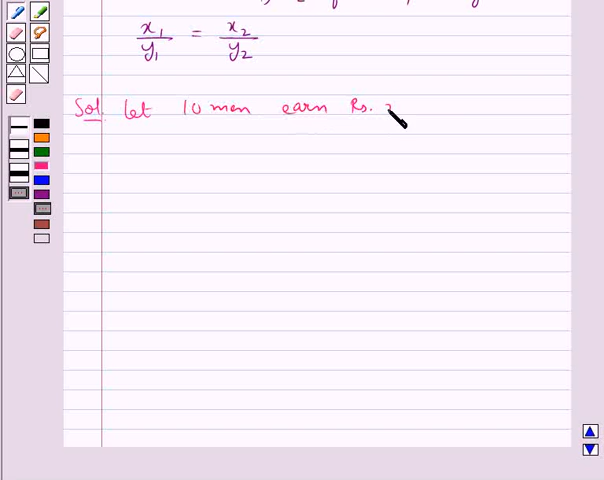 x₁/y₁ = x₂/y₂
Sol. Let 10 men earn Rs.